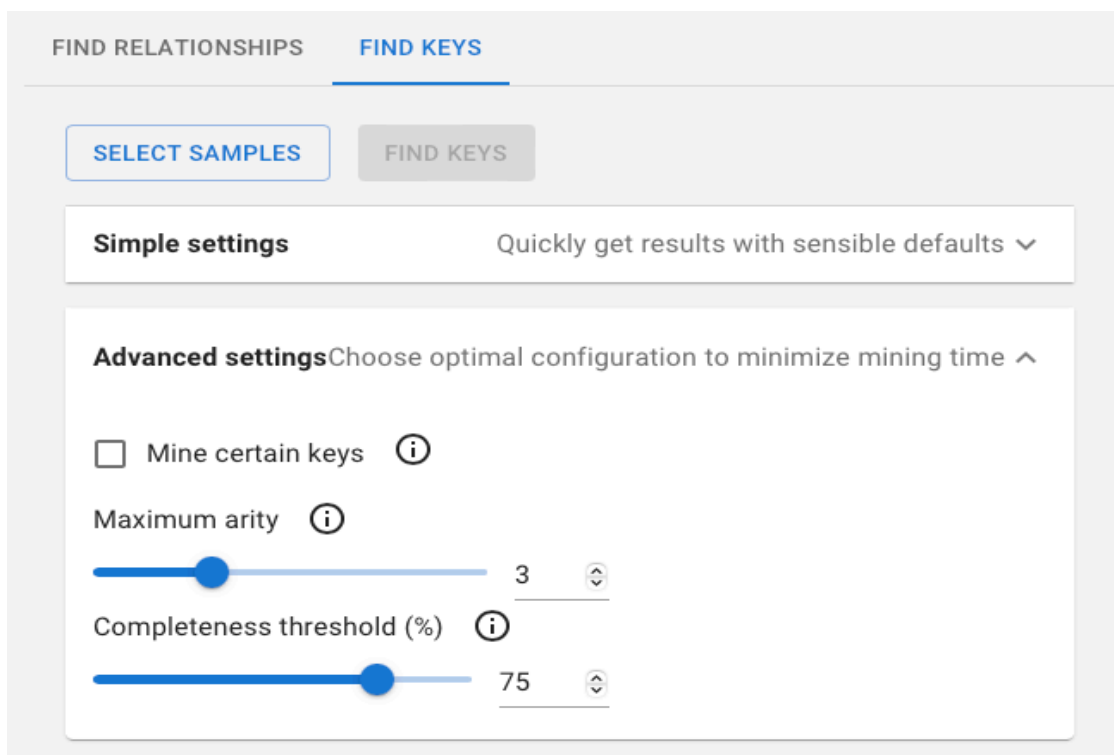 FIND RELATIONSHIPS FIND KEYS
SELECT SAMPLES FIND KEYS
Simple settings Quickly get results with sensible defaults
Advanced settings Choose optimal configuration to minimize mining time
Mine certain keys
Maximum arity
3
Completeness threshold (%)
75